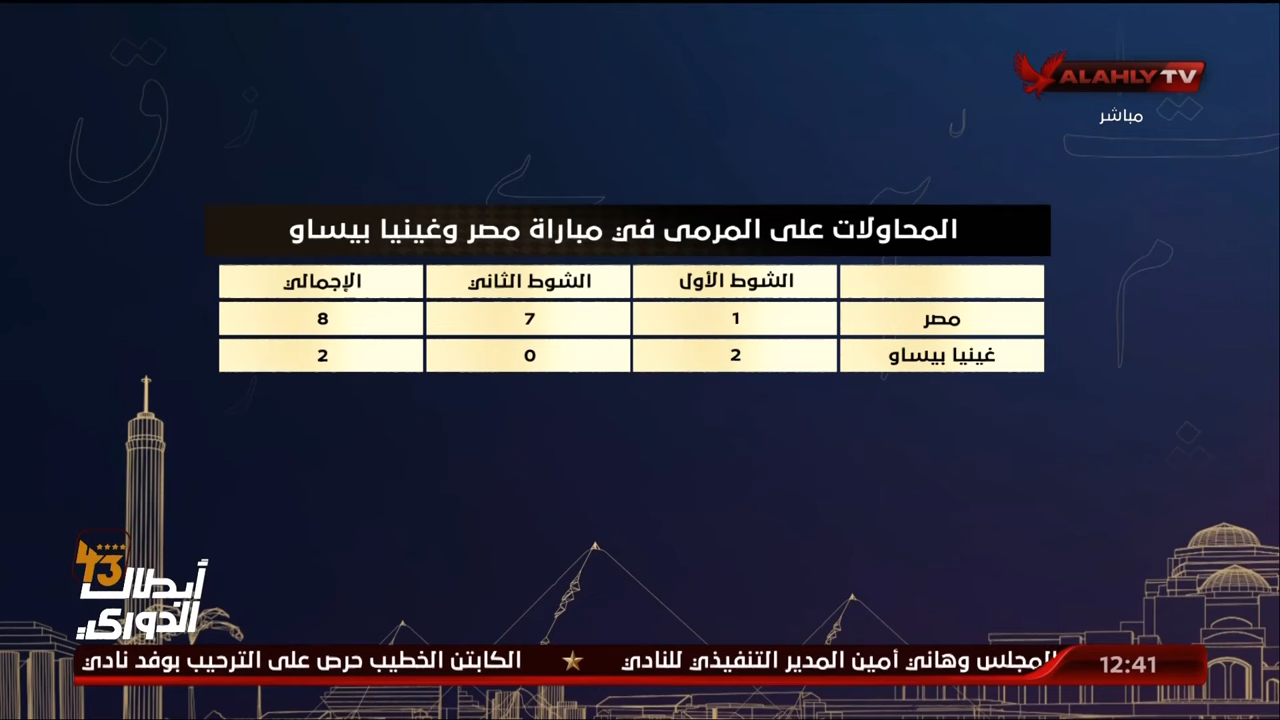 ALAHLY TV
مباشر
المحاولات على المرمى في مباراة مصر وغينيا بيساو
الشوط الأول الشوط الثاني الإجمالي
مصر 1 7 8
غينيا بيساو 2 0 2
43
أبطال
الدوري
المجلس وهاني أمين المدير التنفيذي للنادي الكابتن الخطيب حرص على الترحيب بوفد نادي
12:41